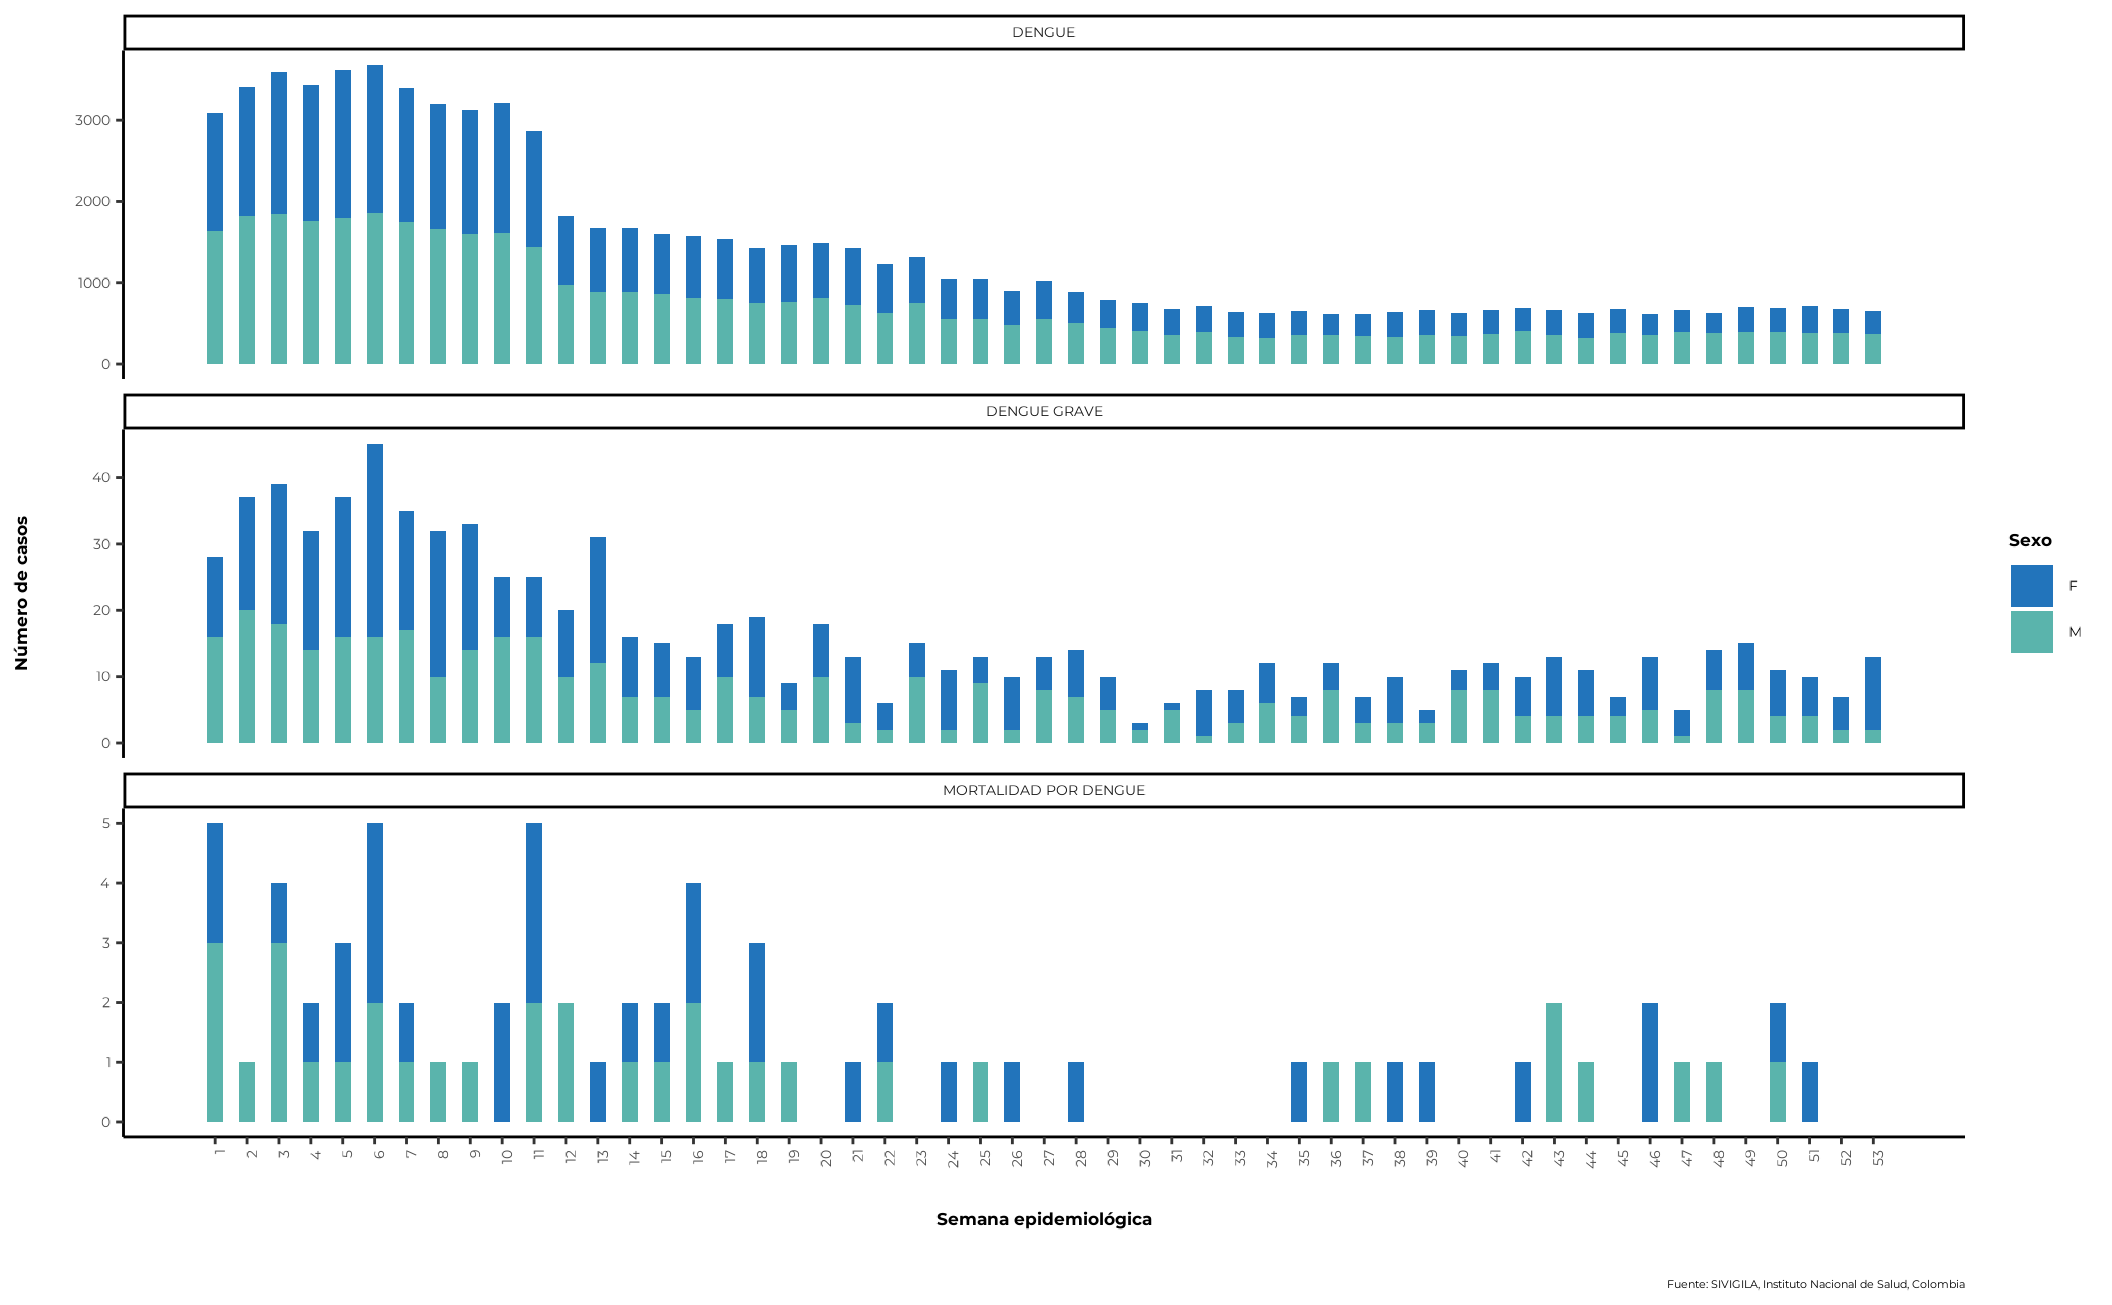 DENGUE
3000
2000
1000
0
DENGUE GRAVE
40
30
20
10
0
MORTALIDAD POR DENGUE
5
4
3
2
1
0
1 2 3 4 5 6 7 8 9 10 11 12 13 14 15 16 17 18 19 20 21 22 23 24 25 26 27 28 29 30 31 32 33 34 35 36 37 38 39 40 41 42 43 44 45 46 47 48 49 50 51 52 53
Número de casos
Semana epidemiológica
Sexo
F
M
Fuente: SIVIGILA, Instituto Nacional de Salud, Colombia